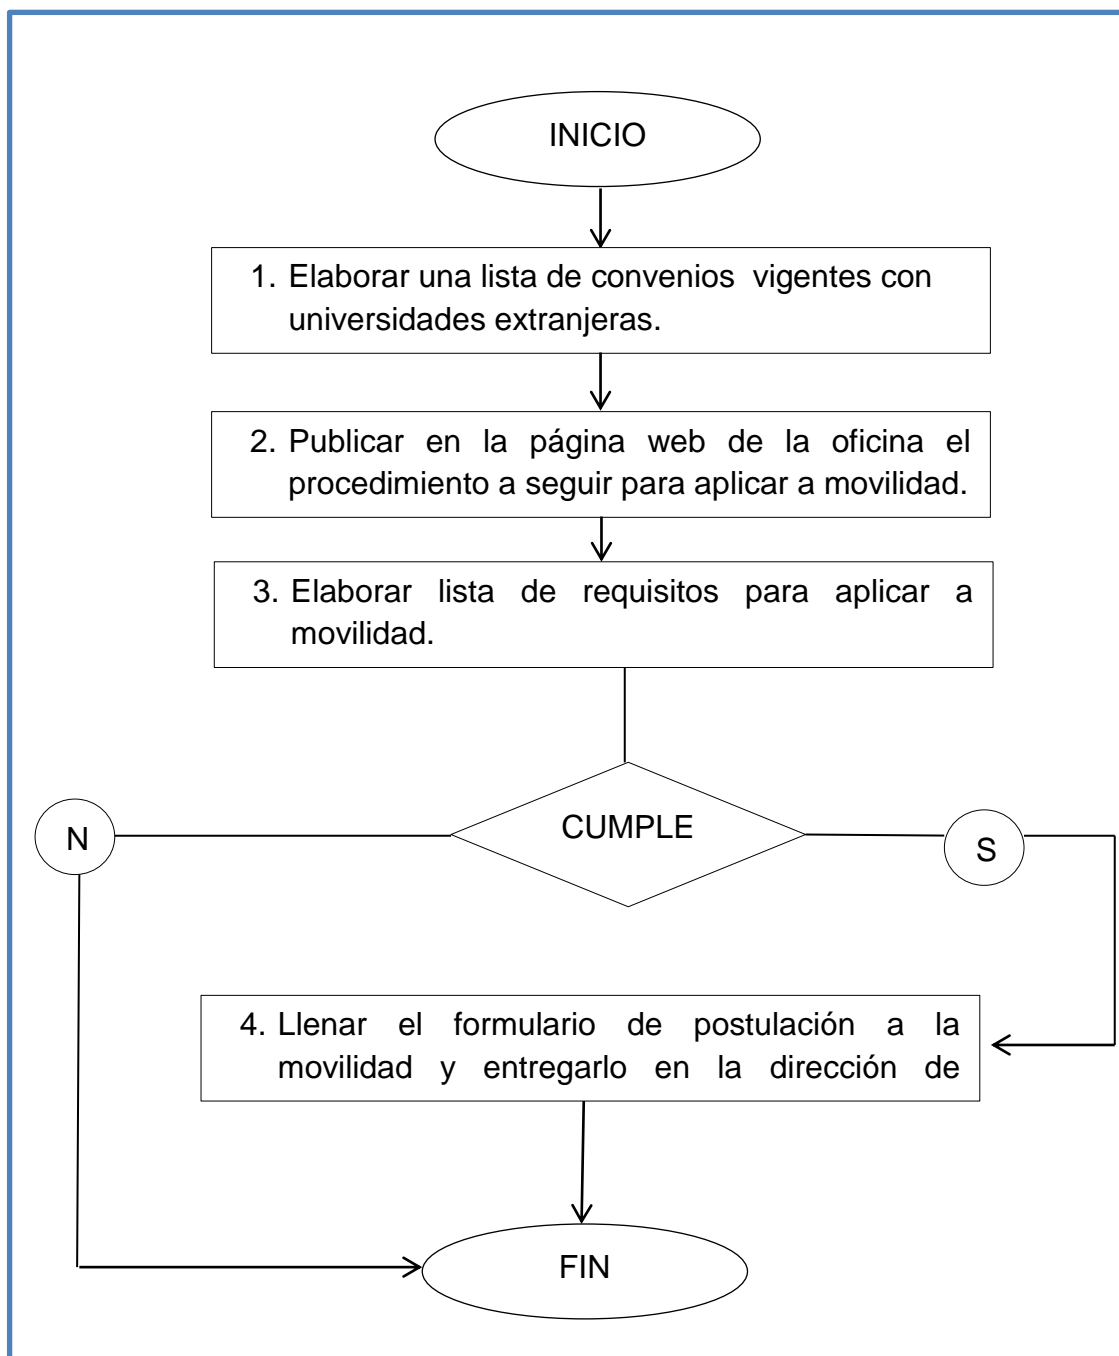 INICIO
1. Elaborar una lista de convenios vigentes con
universidades extranjeras.
2. Publicar en la página web de la oficina el
procedimiento a seguir para aplicar a movilidad.
3. Elaborar lista de requisitos para aplicar a
movilidad.
CUMPLE
N
S
4. Llenar el formulario de postulación a la
movilidad y entregarlo en la dirección de
FIN